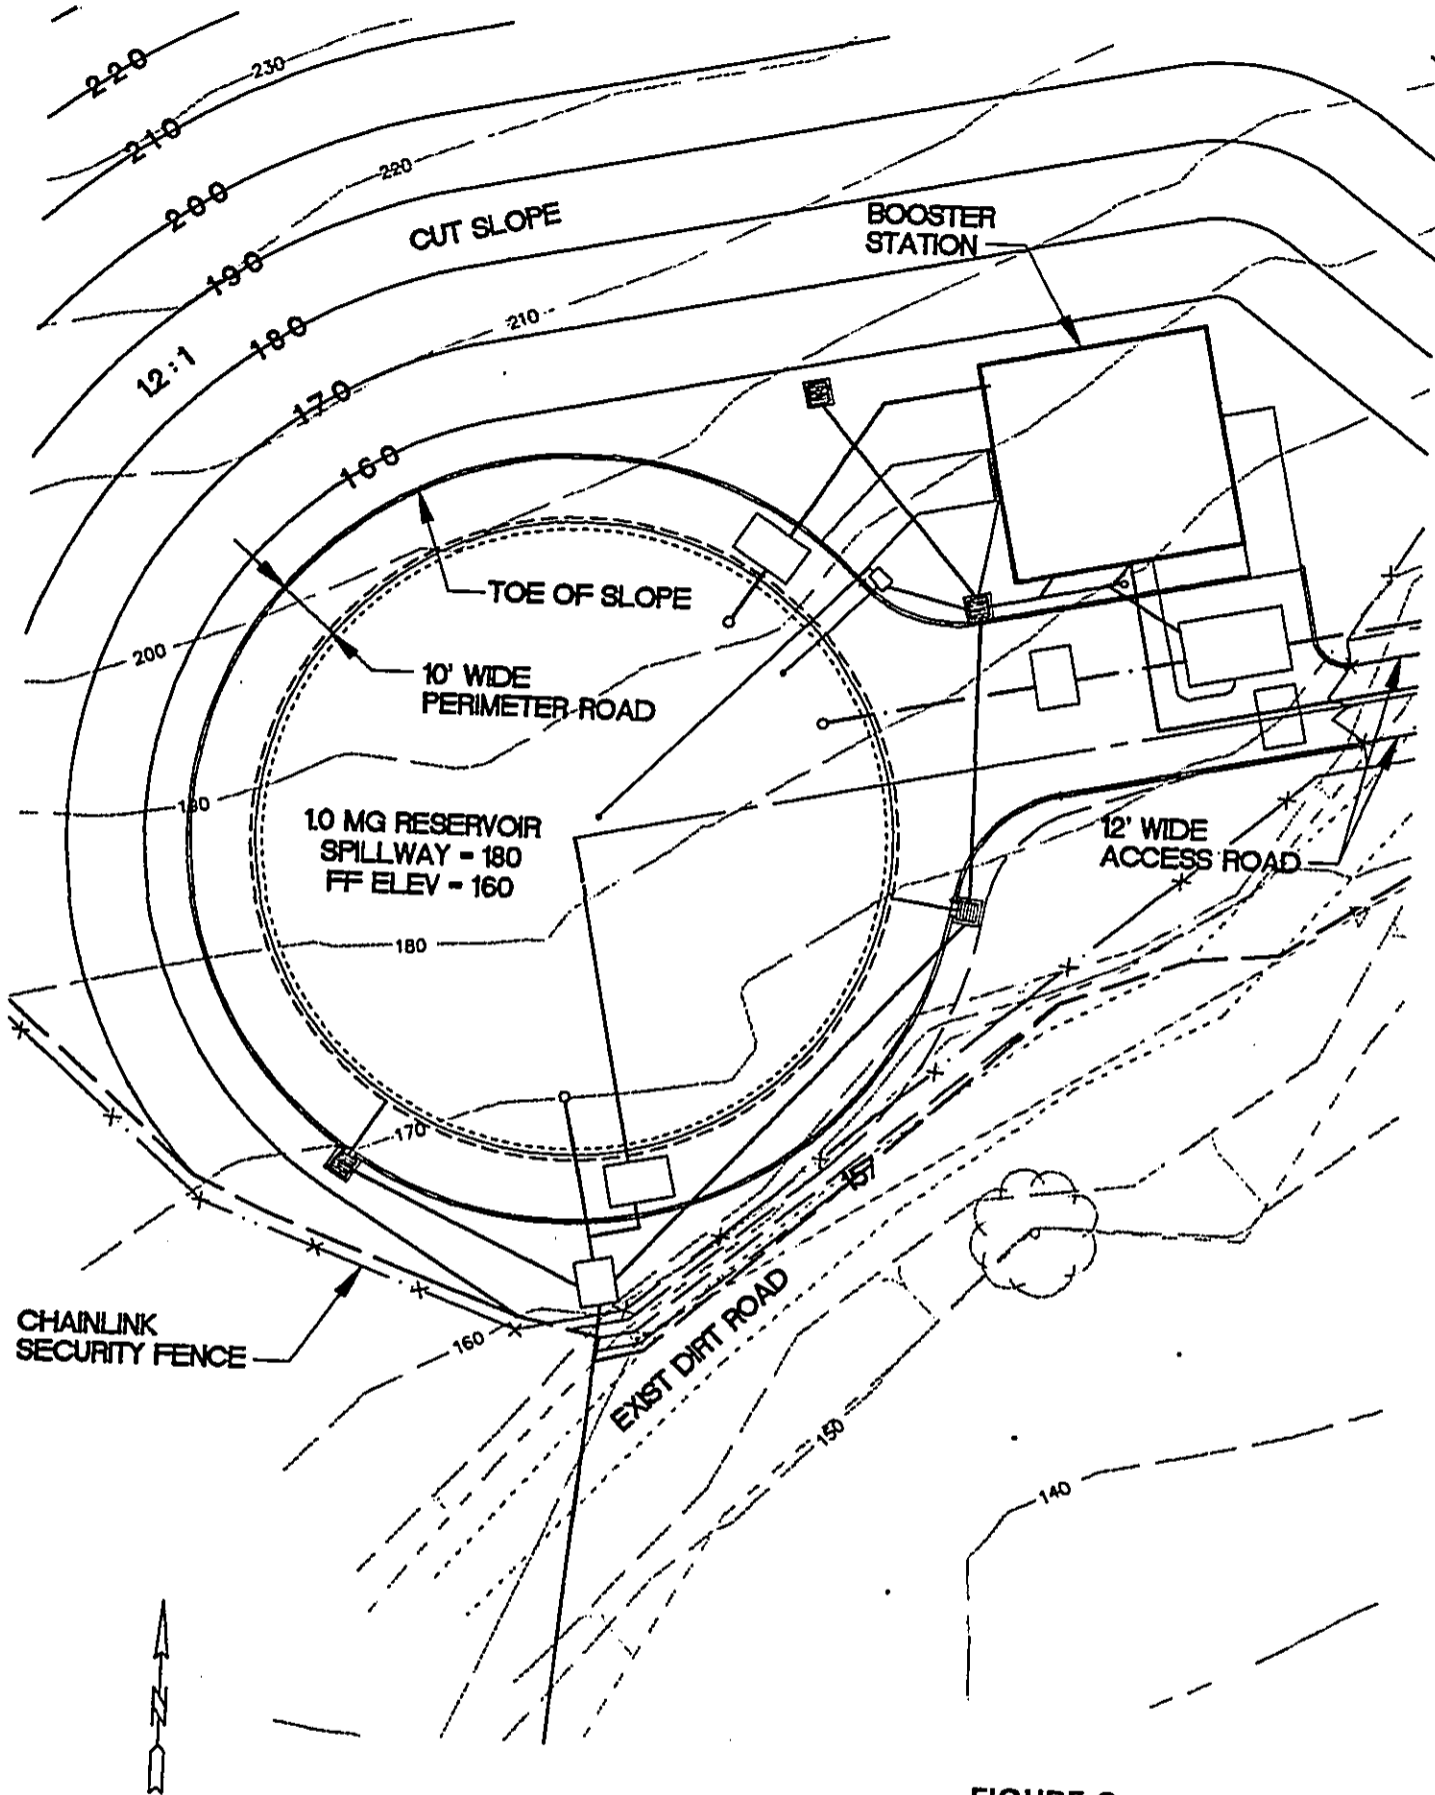 220
230
210
220
200
CUT SLOPE
BOOSTER
STATION
190
210
180
12:1
170
160
TOE OF SLOPE
200
10' WIDE
PERIMETER ROAD
190
1.0 MG RESERVOIR
SPILLWAY = 180
FF ELEV = 160
12' WIDE
ACCESS ROAD
180
170
157
CHAINLINK
SECURITY FENCE
160
EXIST DIRT ROAD
150
140
N